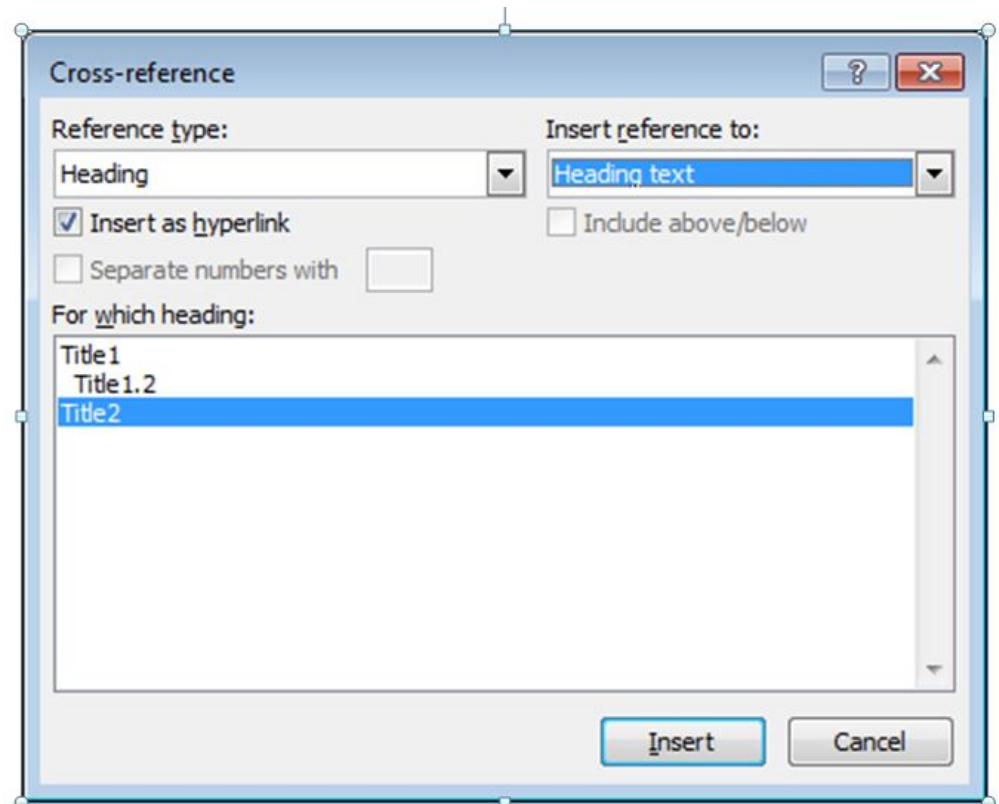 Cross-reference
Reference type:
Insert reference to:
Heading
Heading text
Insert as hyperlink
Include above/below
Separate numbers with
For which heading:
Title1
Title1.2
Title2
Insert
Cancel